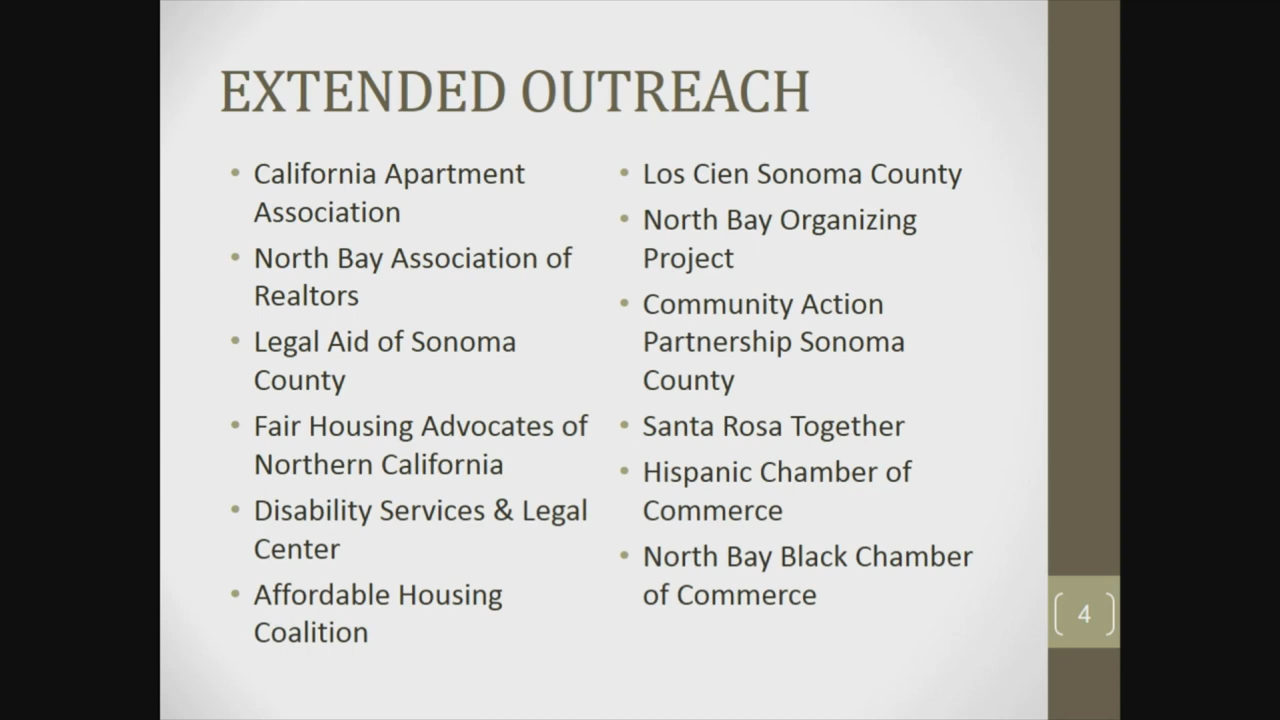 EXTENDED OUTREACH
• California Apartment
Association
• North Bay Association of
Realtors
• Legal Aid of Sonoma
County
• Fair Housing Advocates of
Northern California
• Disability Services & Legal
Center
• Affordable Housing
Coalition
• Los Cien Sonoma County
• North Bay Organizing
Project
• Community Action
Partnership Sonoma
County
• Santa Rosa Together
• Hispanic Chamber of
Commerce
• North Bay Black Chamber
of Commerce
4